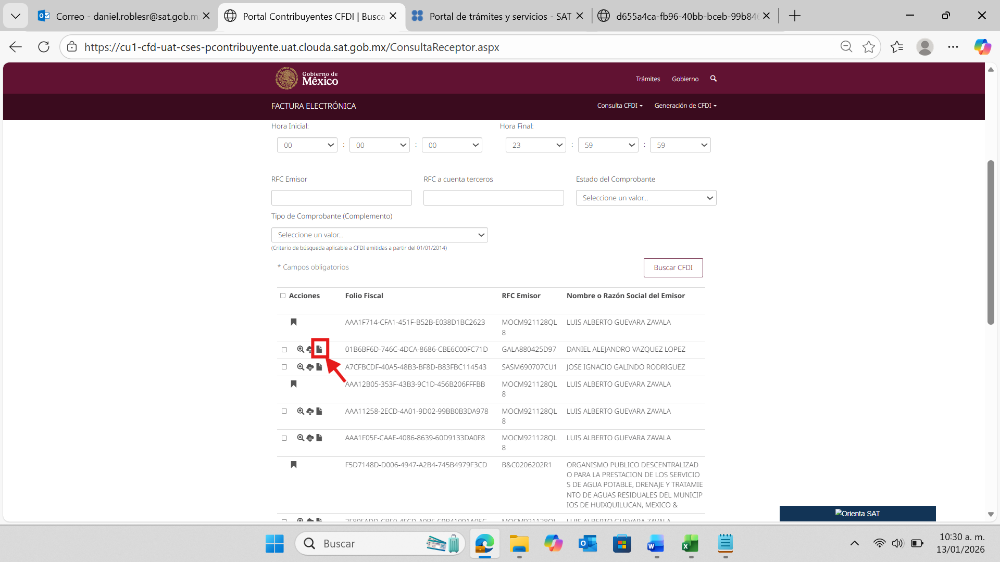 Correo - daniel.roblesr@sat.gob.m
Portal Contribuyentes CFDI | Busca
Portal de trámites y servicios - SAT
d655a4ca-fb96-40bb-bceb-99b846
https://cu1-cfd-uat-cses-pcontribuyente.uat.clouda.sat.gob.mx/ConsultaReceptor.aspx
Gobierno de
México
Trámites Gobierno
FACTURA ELECTRÓNICA
Consulta CFDI Generación de CFDI
Hora Inicial: Hora Final:
00 : 00 : 00 23 : 59 : 59
RFC Emisor RFC a cuenta terceros Estado del Comprobante
Seleccione un valor...
Tipo de Comprobante (Complemento)
Seleccione un valor...
(Criterio de búsqueda aplicable a CFDI emitidas a partir del 01/01/2014)
* Campos obligatorios
Buscar CFDI
Acciones Folio Fiscal RFC Emisor Nombre o Razón Social del Emisor
AAA1F714-CFA1-451F-B52B-E038D1BC2623 MOCM921128QL LUIS ALBERTO GUEVARA ZAVALA
8
01B6BF6D-746C-4DCA-8686-CBE6C00FC71D GALA880425D97 DANIEL ALEJANDRO VAZQUEZ LOPEZ
A7CFBCDF-40A5-48B3-BF8D-B83FBC114543 SASM690707CU1 JOSE IGNACIO GALINDO RODRIGUEZ
AAA12B05-353F-43B3-9C1D-456B206FFFBB MOCM921128QL LUIS ALBERTO GUEVARA ZAVALA
8
AAA11258-2ECD-4A01-9D02-99BB0B3DA978 MOCM921128QL LUIS ALBERTO GUEVARA ZAVALA
8
AAA1F05F-CAAE-4086-8639-60D9133DA0F8 MOCM921128QL LUIS ALBERTO GUEVARA ZAVALA
8
F5D7148D-D006-4947-A2B4-745B4979F3CD B&C0206202R1 ORGANISMO PUBLICO DESCENTRALIZAD
O PARA LA PRESTACION DE LOS SERVICIO
S DE AGUA POTABLE, DRENAJE Y TRATAMIE
NTO DE AGUAS RESIDUALES DEL MUNICIP
IOS DE HUIXQUILUCAN, MEXICO &
MOCM921128QL LUIS ALBERTO GUEVARA ZAVALA
Orienta SAT
Buscar
10:30 a. m.
13/01/2026